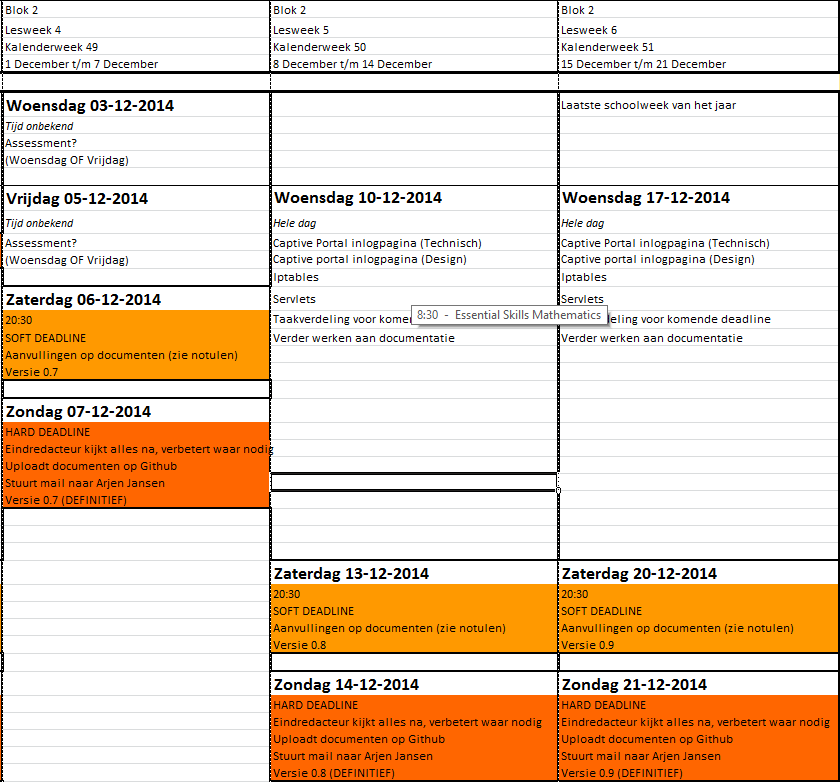 Blok 2
Lesweek 4
Kalenderweek 49
1 December t/m 7 December
Woensdag 03-12-2014
Tijd onbekend
Assessment?
(Woensdag OF Vrijdag)
Vrijdag 05-12-2014
Tijd onbekend
Assessment?
(Woensdag OF Vrijdag)
Zaterdag 06-12-2014
20:30
SOFT DEADLINE
Aanvullingen op documenten (zie notulen)
Versie 0.7
Zondag 07-12-2014
HARD DEADLINE
Eindredacteur kijkt alles na, verbetert waar nodig
Uploadt documenten op Github
Stuurt mail naar Arjen Jansen
Versie 0.7 (DEFINITIEF)
Blok 2
Lesweek 5
Kalenderweek 50
8 December t/m 14 December
Woensdag 10-12-2014
Hele dag
Captive Portal inlogpagina (Technisch)
Captive portal inlogpagina (Design)
Iptables
Servlets
8:30 - Essential Skills Mathematics
Taakverdeling voor
Verder werken aan documentatie
Zaterdag 13-12-2014
20:30
SOFT DEADLINE
Aanvullingen op documenten (zie notulen)
Versie 0.8
Zondag 14-12-2014
HARD DEADLINE
Eindredacteur kijkt alles na, verbetert waar nodig
Uploadt documenten op Github
Stuurt mail naar Arjen Jansen
Versie 0.8 (DEFINITIEF)
Blok 2
Lesweek 6
Kalenderweek 51
15 December t/m 21 December
Laatste schoolweek van het jaar
Woensdag 17-12-2014
Hele dag
Captive Portal inlogpagina (Technisch)
Captive portal inlogpagina (Design)
Iptables
Servlets
voor komende deadline
Verder werken aan documentatie
Zaterdag 20-12-2014
20:30
SOFT DEADLINE
Aanvullingen op documenten (zie notulen)
Versie 0.9
Zondag 21-12-2014
HARD DEADLINE
Eindredacteur kijkt alles na, verbetert waar nodig
Uploadt documenten op Github
Stuurt mail naar Arjen Jansen
Versie 0.9 (DEFINITIEF)